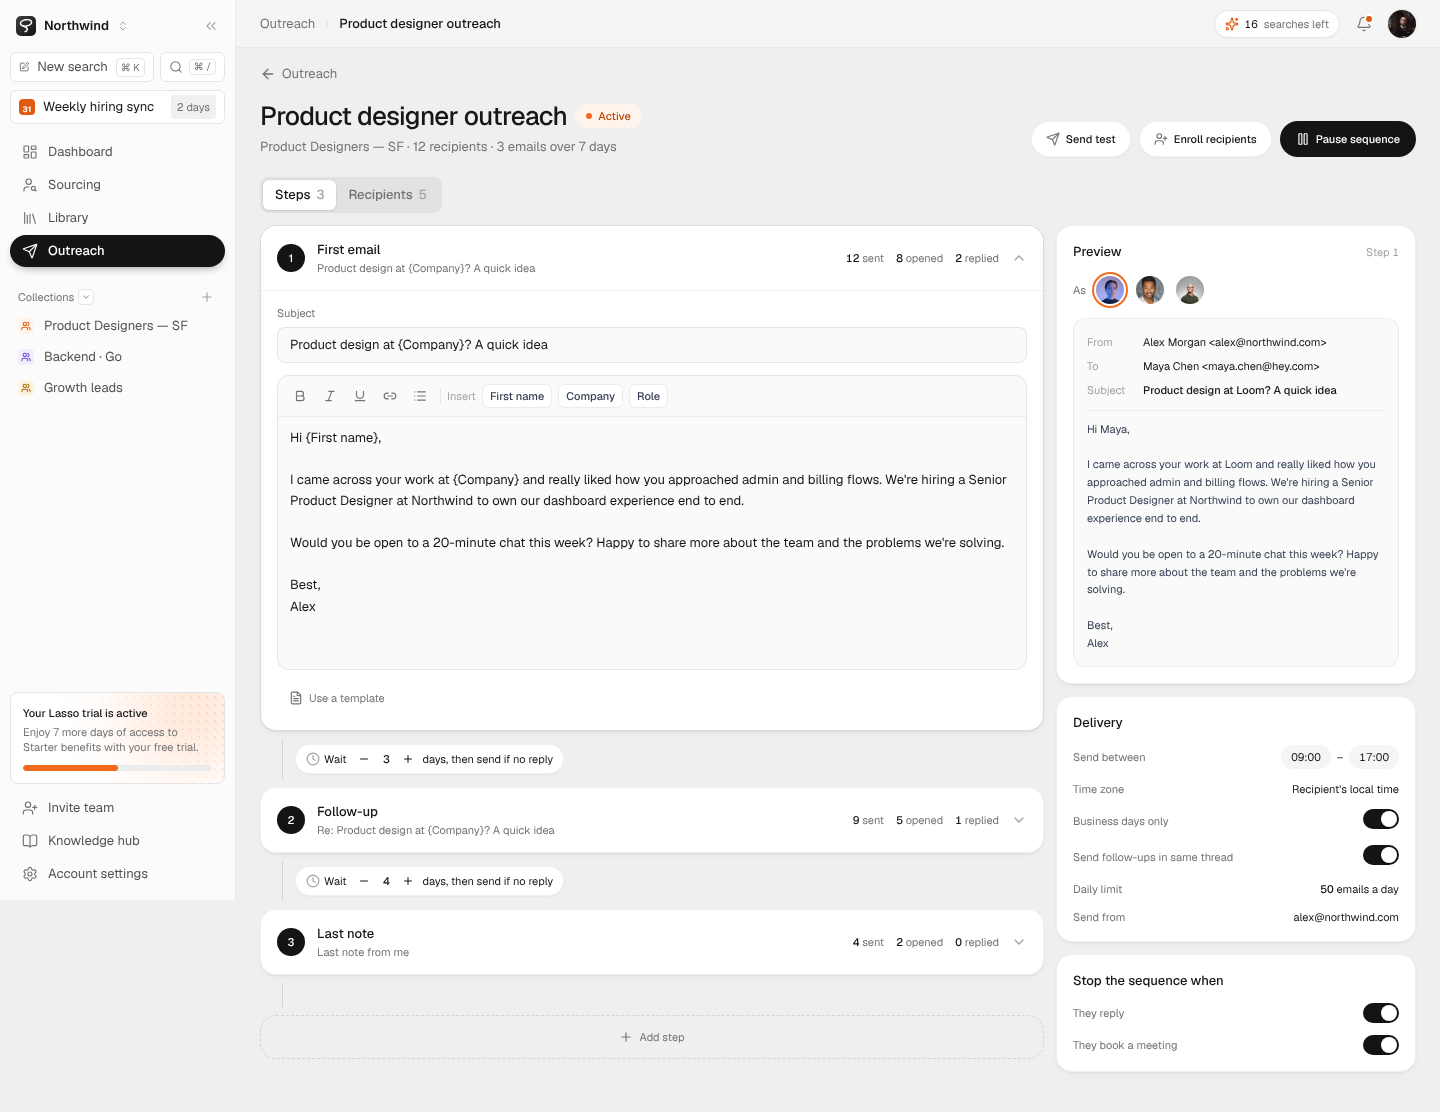 Northwind
New search
⌘ K
⌘ /
31
Weekly hiring sync
2 days
Dashboard
Sourcing
Library
Outreach
Collections
Product Designers — SF
Backend · Go
Growth leads
Your Lasso trial is active
Enjoy 7 more days of access to
Starter benefits with your free trial.
Invite team
Knowledge hub
Account settings
Outreach
Product designer outreach
16 searches left
Outreach
Product designer outreach
Active
Product Designers — SF · 12 recipients · 3 emails over 7 days
Send test
Enroll recipients
Pause sequence
Steps 3
Recipients 5
1
First email
Product design at {Company}? A quick idea
12 sent 8 opened 2 replied
Subject
Product design at {Company}? A quick idea
B I U
Insert
First name
Company
Role
Hi {First name},
I came across your work at {Company} and really liked how you approached admin and billing flows. We're hiring a Senior
Product Designer at Northwind to own our dashboard experience end to end.
Would you be open to a 20-minute chat this week? Happy to share more about the team and the problems we're solving.
Best,
Alex
Use a template
Wait − 3 + days, then send if no reply
2
Follow-up
Re: Product design at {Company}? A quick idea
9 sent 5 opened 1 replied
Wait − 4 + days, then send if no reply
3
Last note
Last note from me
4 sent 2 opened 0 replied
Add step
Preview
Step 1
As
From Alex Morgan <alex@northwind.com>
To Maya Chen <maya.chen@hey.com>
Subject Product design at Loom? A quick idea
Hi Maya,
I came across your work at Loom and really liked how you
approached admin and billing flows. We're hiring a Senior
Product Designer at Northwind to own our dashboard
experience end to end.
Would you be open to a 20-minute chat this week? Happy
to share more about the team and the problems we're
solving.
Best,
Alex
Delivery
Send between 09:00 – 17:00
Time zone Recipient's local time
Business days only
Send follow-ups in same thread
Daily limit 50 emails a day
Send from alex@northwind.com
Stop the sequence when
They reply
They book a meeting